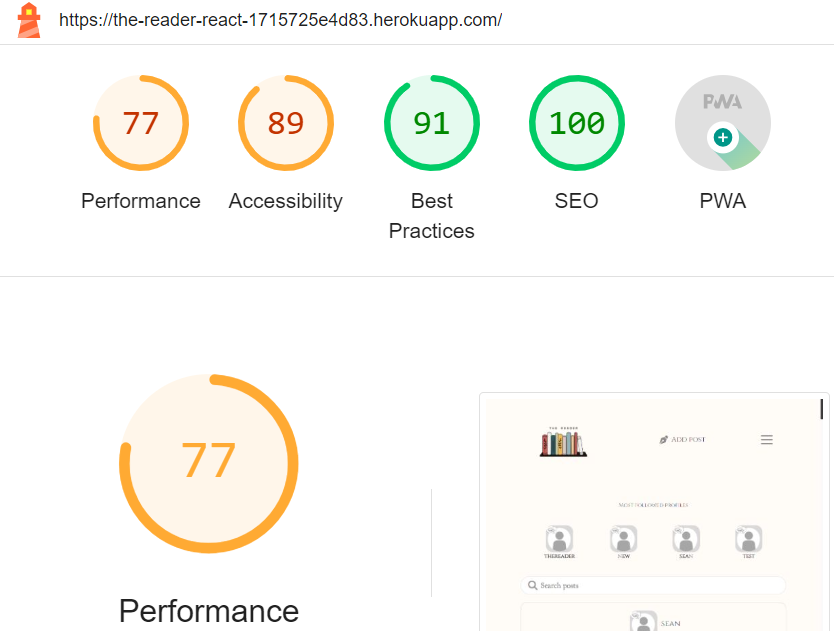 https://the-reader-react-1715725e4d83.herokuapp.com/
77 89 91 100 PWA
Performance Accessibility Best Practices SEO PWA
77
Performance
THE READER
ADD POST
MOST FOLLOWED PROFILES
THEREADER NEW SEAN TEST
Search posts
SEAN